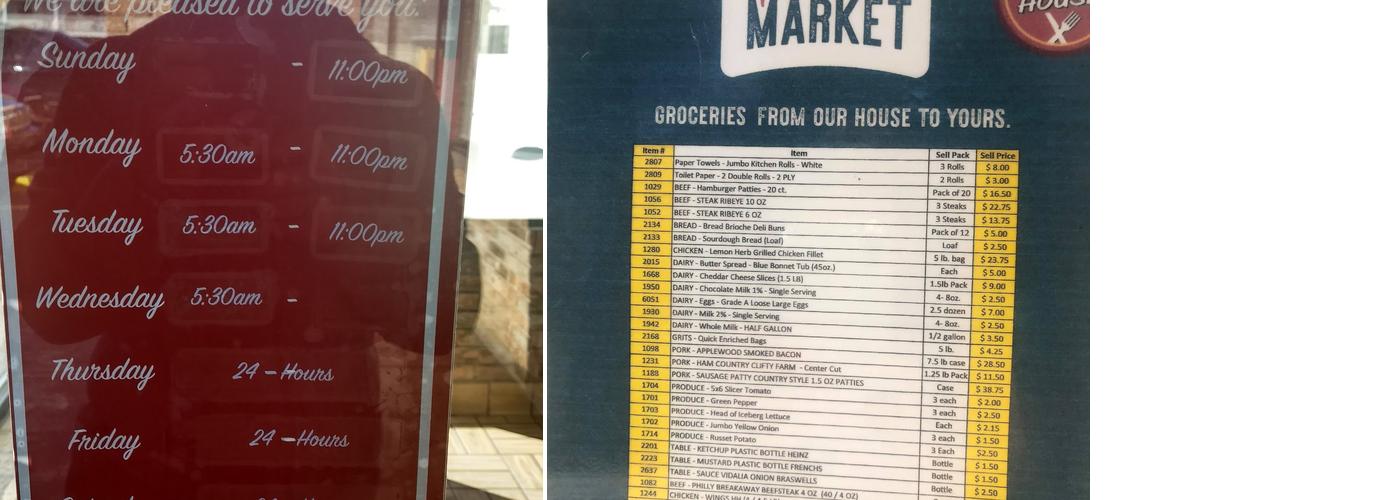 We are pleased to serve you.
Sunday - 11:00pm
Monday 5:30am - 11:00pm
Tuesday 5:30am - 11:00pm
Wednesday 5:30am -
Thursday 24 - Hours
Friday 24 - Hours
MARKET
HOUSE
GROCERIES FROM OUR HOUSE TO YOURS.
Item # Item Sell Pack Sell Price
2807 Paper Towels - Jumbo Kitchen Rolls - White 3 Rolls $ 8.00
2809 Toilet Paper - 2 Double Rolls - 2 PLY 2 Rolls $ 3.00
1029 BEEF - Hamburger Patties - 20 ct. Pack of 20 $ 16.50
1056 BEEF - STEAK RIBEYE 10 OZ 3 Steaks $ 22.75
1052 BEEF - STEAK RIBEYE 6 OZ 3 Steaks $ 13.75
2134 BREAD - Bread Brioche Deli Buns Pack of 12 $ 5.00
2133 BREAD - Sourdough Bread (Loaf) Loaf $ 2.50
1280 CHICKEN - Lemon Herb Grilled Chicken Fillet 5 lb. bag $ 23.75
2015 DAIRY - Butter Spread - Blue Bonnet Tub (45oz.) Each $ 5.00
1668 DAIRY - Cheddar Cheese Slices (1.5 LB) 1.5lb Pack $ 9.00
1950 DAIRY - Chocolate Milk 1% - Single Serving 4- 8oz. $ 2.50
6051 DAIRY - Eggs - Grade A Loose Large Eggs 2.5 dozen $ 7.00
1930 DAIRY - Milk 2% - Single Serving 4- 8oz. $ 2.50
1942 DAIRY - Whole Milk - HALF GALLON 1/2 gallon $ 3.50
2168 GRITS - Quick Enriched Bags 5 lb. $ 4.25
1098 PORK - APPLEWOOD SMOKED BACON 7.5 lb case $ 28.50
1231 PORK - HAM COUNTRY CLIFTY FARM - Center Cut 1.25 lb Pack $ 11.50
1188 PORK - SAUSAGE PATTY COUNTRY STYLE 1.5 OZ PATTIES Case $ 38.75
1704 PRODUCE - 5x6 Slicer Tomato 3 each $ 2.00
1701 PRODUCE - Green Pepper 3 each $ 2.50
1703 PRODUCE - Head of Iceberg Lettuce Each $ 2.15
1702 PRODUCE - Jumbo Yellow Onion 3 each $ 1.50
1714 PRODUCE - Russet Potato 3 Each $2.50
2201 TABLE - KETCHUP PLASTIC BOTTLE HEINZ Bottle $ 1.50
2223 TABLE - MUSTARD PLASTIC BOTTLE FRENCHS Bottle $ 1.50
2637 TABLE - SAUCE VIDALIA ONION BRASWELLS Bottle $ 2.50
1082 BEEF - PHILLY BREAKAWAY BEEFSTEAK 4 OZ (40 / 4 OZ)
1244 CHICKEN - WINGS